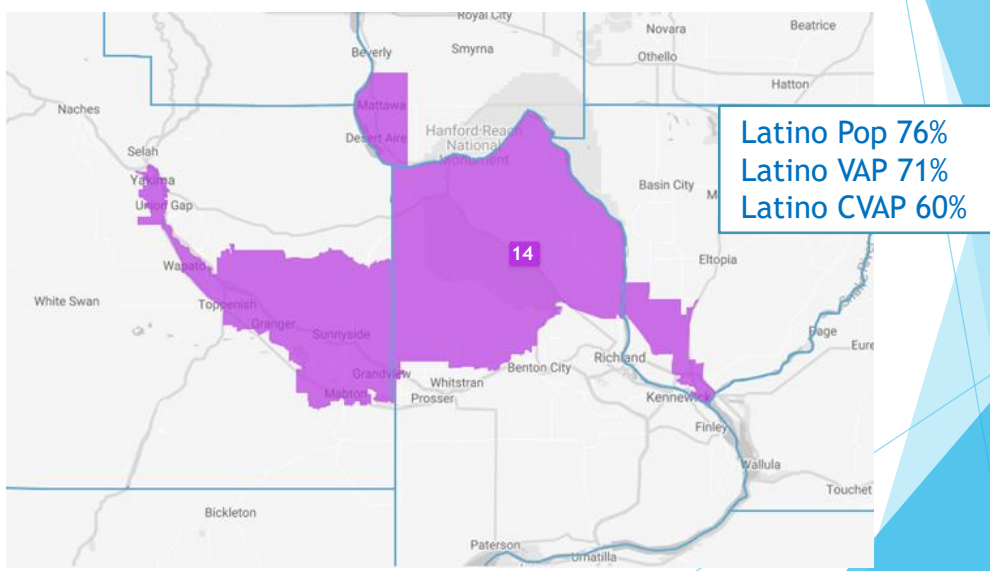 Royal City
Novara
Beatrice
Beverly
Smyrna
Othello
Hatton
Naches
Mattawa
Desert Aire
Hanford Reach
National
Monument
Selah
Yakima
Union Gap
Basin City
Latino Pop 76%
Latino VAP 71%
Latino CVAP 60%
14
Eltopia
Wapato
White Swan
Toppenish
Granger
Sunnyside
Snake River
Page
Richland
Benton City
Grandview
Whitstran
Mabton
Prosser
Kennewick
Finley
Wallula
Touchet
Bickleton
Paterson
Umatilla